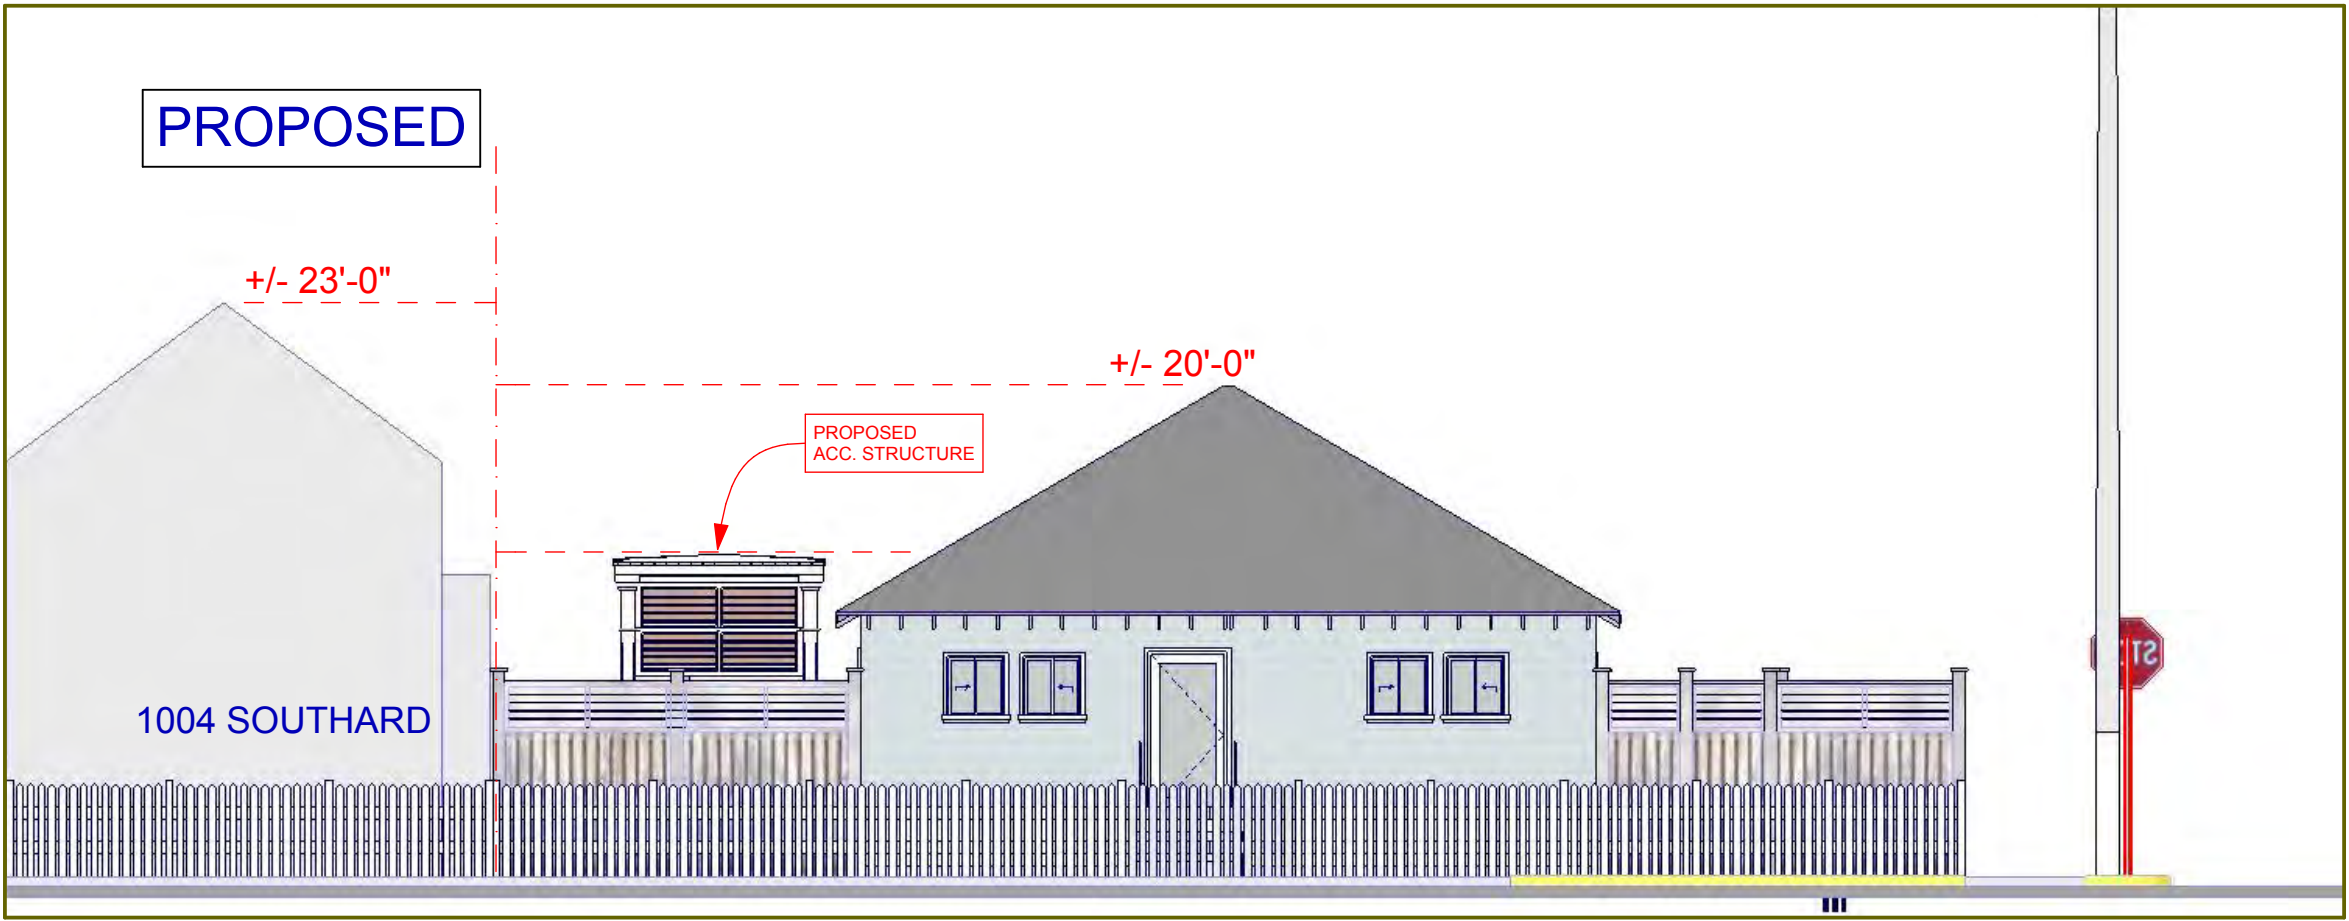 PROPOSED
+/- 23'-0"
+/- 20'-0"
PROPOSED
ACC. STRUCTURE
1004 SOUTHARD